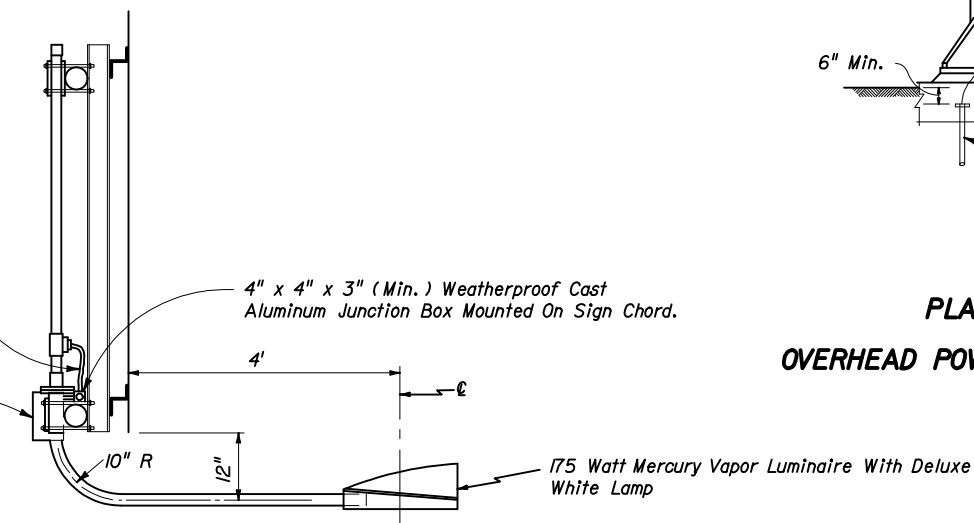 6" Min.
4" x 4" x 3" (Min.) Weatherproof Cast
Aluminum Junction Box Mounted On Sign Chord.
PLA
OVERHEAD POW
4'
℄
10" R
12"
175 Watt Mercury Vapor Luminaire With Deluxe
White Lamp